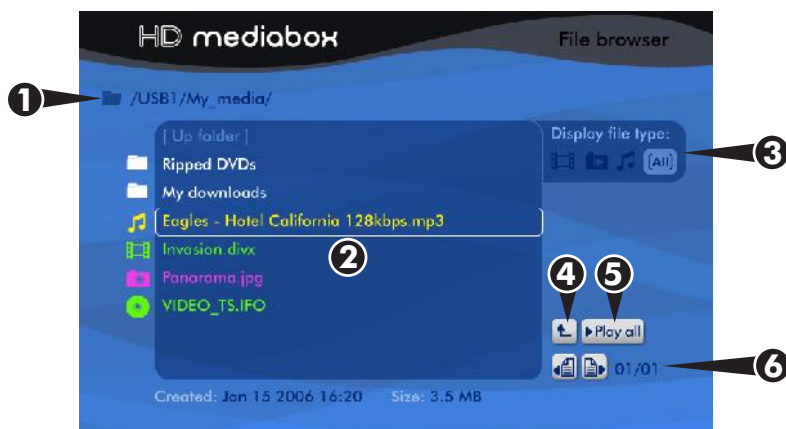 HD mediabox
File browser
1
/USB1/My_media/
[ Up folder ]
Display file type:
[All]
3
Ripped DVDs
My downloads
Eagles - Hotel California 128kbps.mp3
2
Invasion.divx
Panorama.jpg
VIDEO_TS.IFO
4
5
Play all
01/01
6
Created: Jan 15 2006 16:20 Size: 3.5 MB